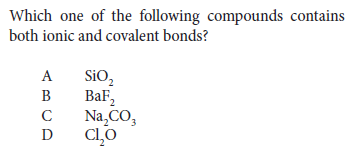 Which one of the following compounds contains
both ionic and covalent bonds?
A SiO₂
B BaF₂
C Na₂CO₃
D Cl₂O